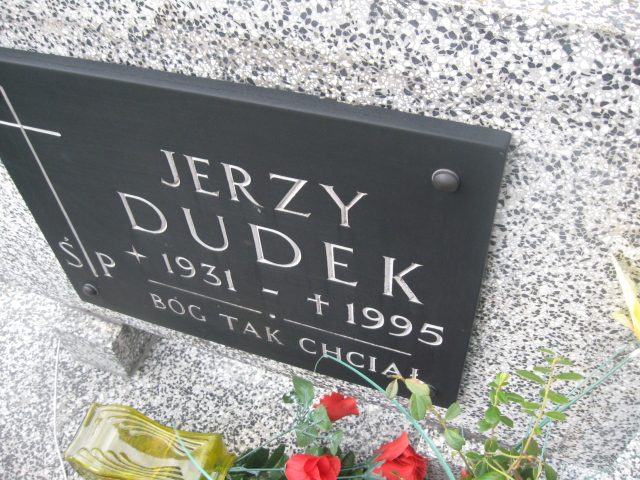 JERZY
DUDEK
ŚP
1931 - 1995
BÓG TAK CHCIAŁ